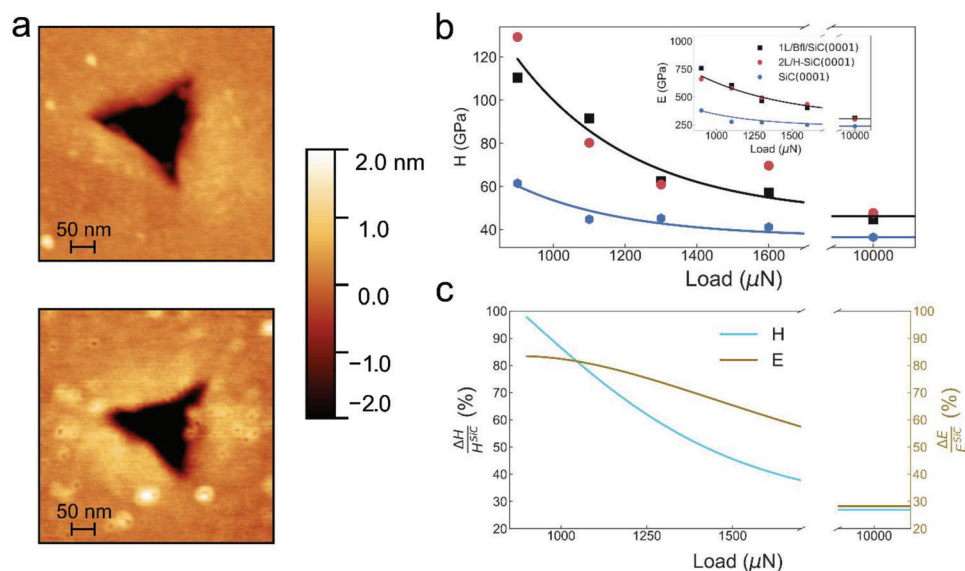 a
50 nm
50 nm
2.0 nm
1.0
0.0
−1.0
−2.0
b
H (GPa)
120
100
80
60
40
1000
1200
1400
1600
10000
Load (μN)
E (GPa)
1000
750
500
250
1000
1500
10000
Load (μN)
1L/Bfl/SiC(0001)
2L/H-SiC(0001)
SiC(0001)
c
ΔH/H^SiC (%)
100
90
80
70
60
50
40
30
20
H
E
1000
1250
1500
10000
Load (μN)
100
90
80
70
60
50
40
30
20
ΔE/E^SiC (%)